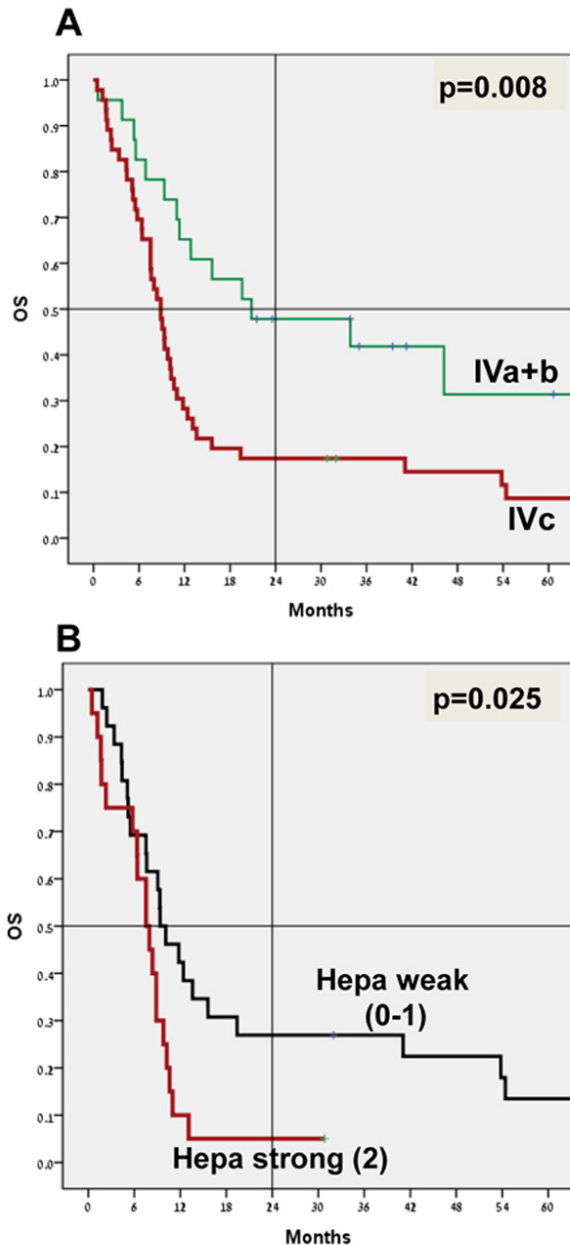 A
p=0.008
1.0
0.9
0.8
0.7
0.6
0.5
0.4
0.3
0.2
0.1
0.0
OS
IVa+b
IVc
0 6 12 18 24 30 36 42 48 54 60
Months
B
p=0.025
1.0
0.9
0.8
0.7
0.6
0.5
0.4
0.3
0.2
0.1
0.0
OS
Hepa weak
(0-1)
Hepa strong (2)
0 6 12 18 24 30 36 42 48 54 60
Months